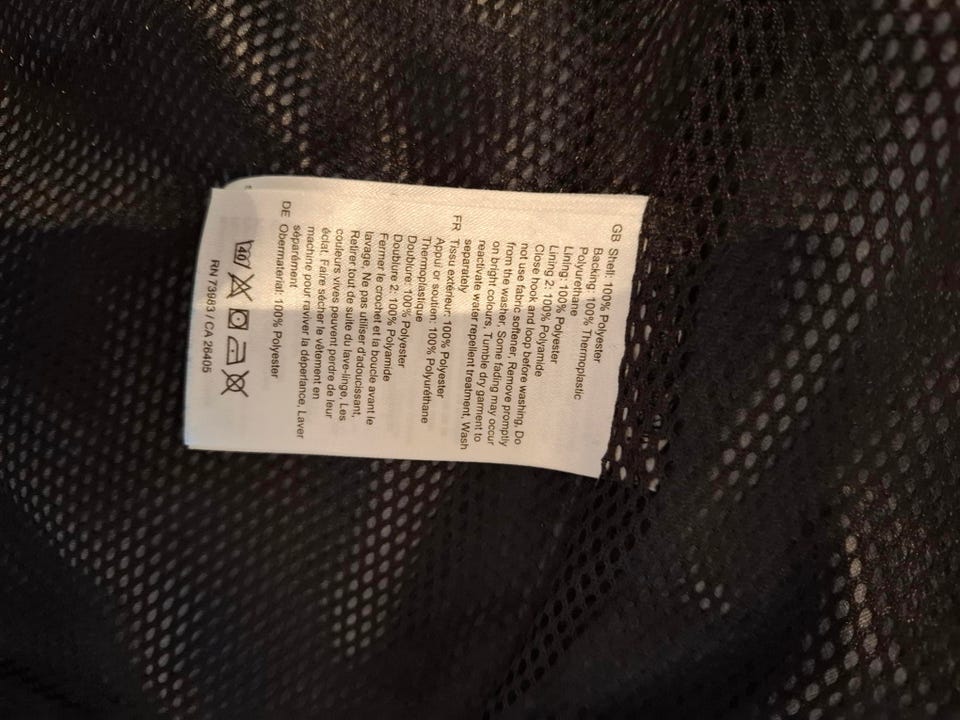 GB Shell: 100% Polyester
Backing: 100% Thermoplastic
Polyurethane
Lining: 100% Polyester
Lining 2: 100% Polyamide
Close hook and loop before washing, Do
not use fabric softener, Remove promptly
from the washer, Some fading may occur
on bright colours, Tumble dry garment to
reactivate water repellent treatment, Wash
separately
FR Tissu extérieur: 100% Polyester
Appui or soutien: 100% Polyuréthane
Thermoplastique
Doublure: 100% Polyester
Doublure 2: 100% Polyamide
Fermer le crochet et la boucle avant le
lavage, Ne pas utiliser d'adoucissant,
Retirer tout de suite du lave-linge, Les
couleurs vives peuvent perdre de leur
éclat, Faire sécher le vêtement en
machine pour raviver la déperlance, Laver
séparément
DE Obermaterial: 100% Polyester
40
RN 73983 / CA 26405